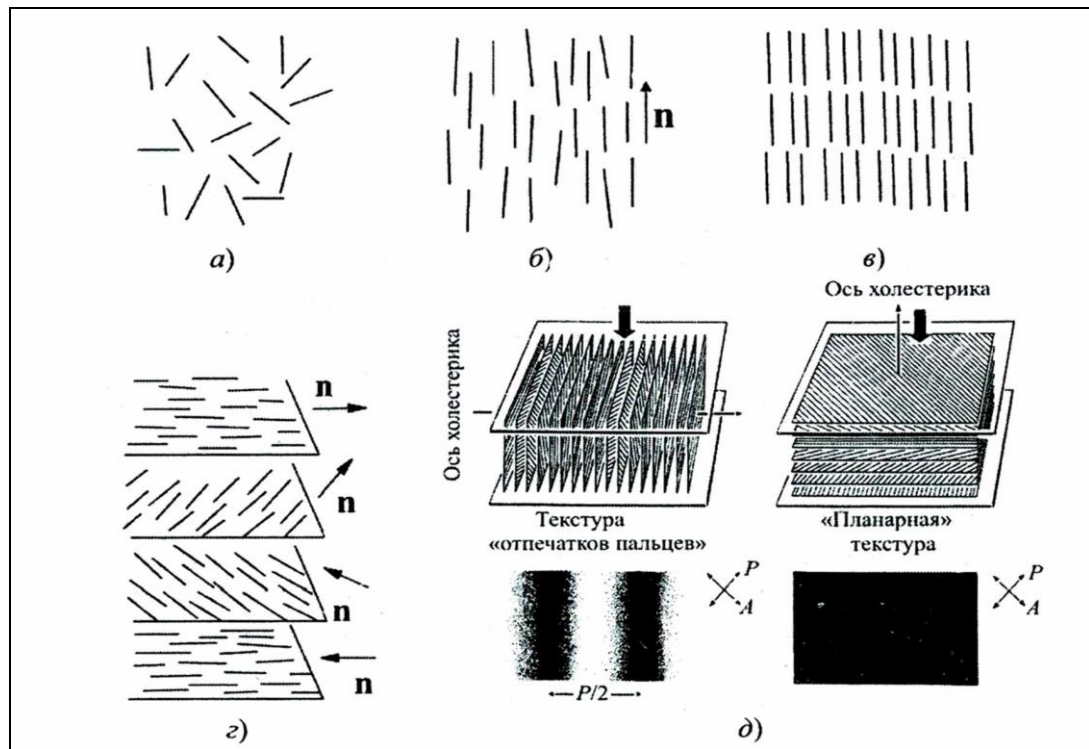 n
а)
б)
в)
Ось холестерика
n
n
n
n
Ось холестерика
Текстура
«отпечатков пальцев»
«Планарная»
текстура
P
A
P
A
P/2
г)
д)